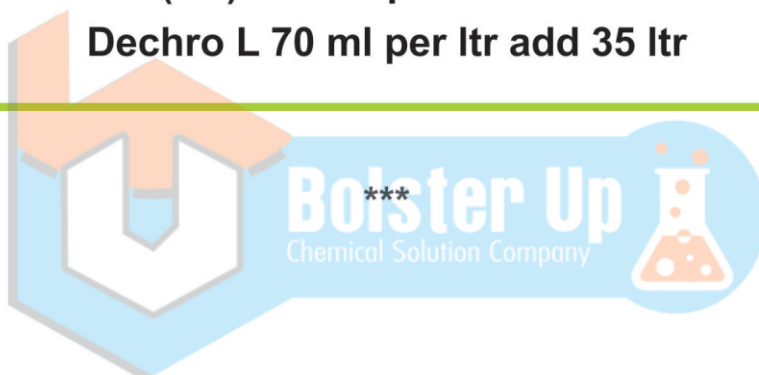 Dechro L 70 ml per ltr add 35 ltr
***
Bolster Up
Chemical Solution Company